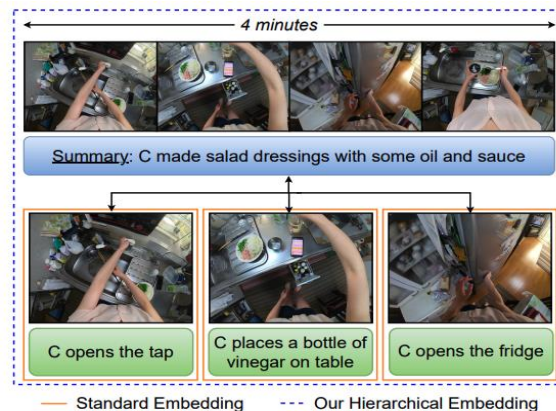 4 minutes
Summary: C made salad dressings with some oil and sauce
C opens the tap
C places a bottle of
vinegar on table
C opens the fridge
Standard Embedding
Our Hierarchical Embedding